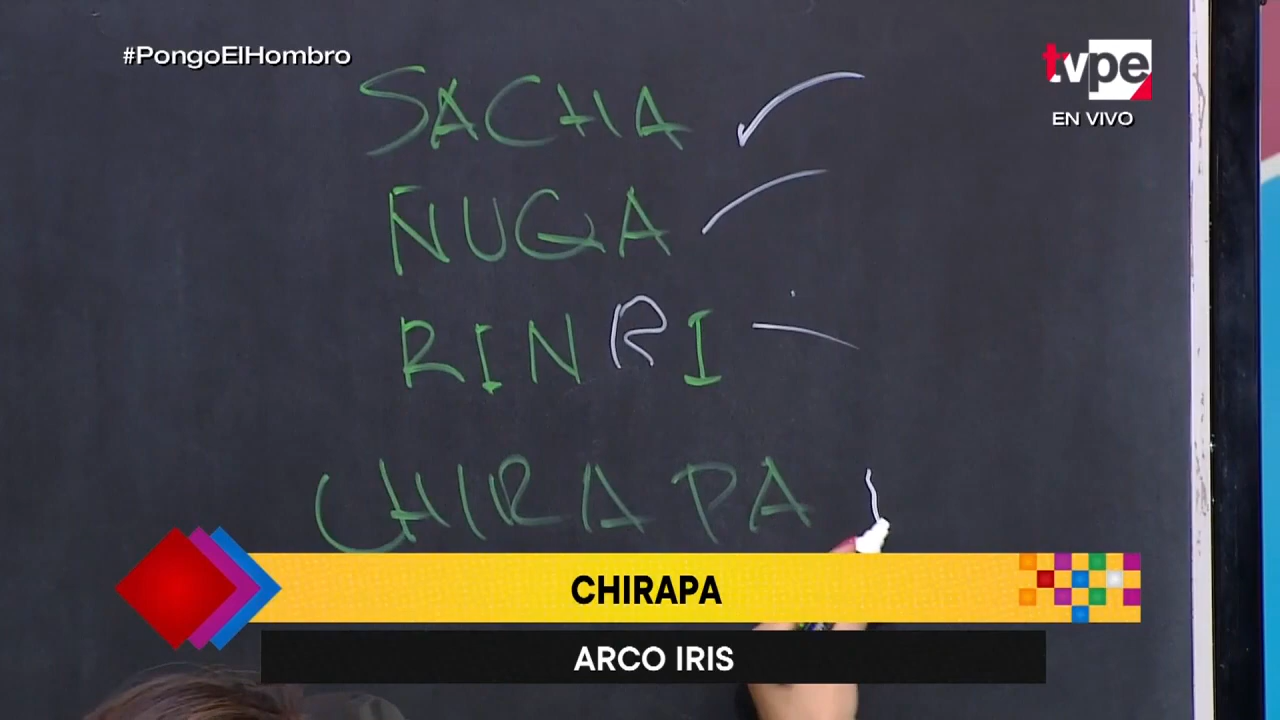 #PongoElHombro
tvpe
EN VIVO
SACHA
ÑUGA
RINRI
CHIRAPA
CHIRAPA
ARCO IRIS